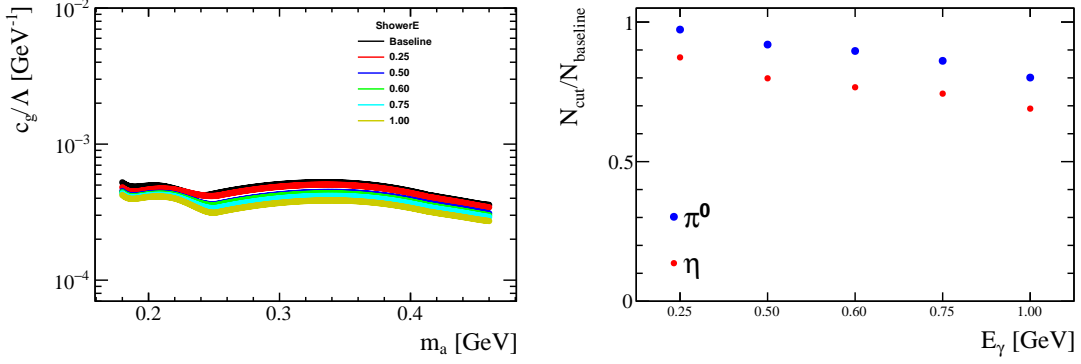 c_g/Λ [GeV⁻¹]
10⁻²
10⁻³
10⁻⁴
ShowerE
Baseline
0.25
0.50
0.60
0.75
1.00
0.2
0.3
0.4
m_a [GeV]
N_cut/N_baseline
1
0.5
0
π⁰
η
0.25
0.50
0.60
0.75
1.00
E_γ [GeV]